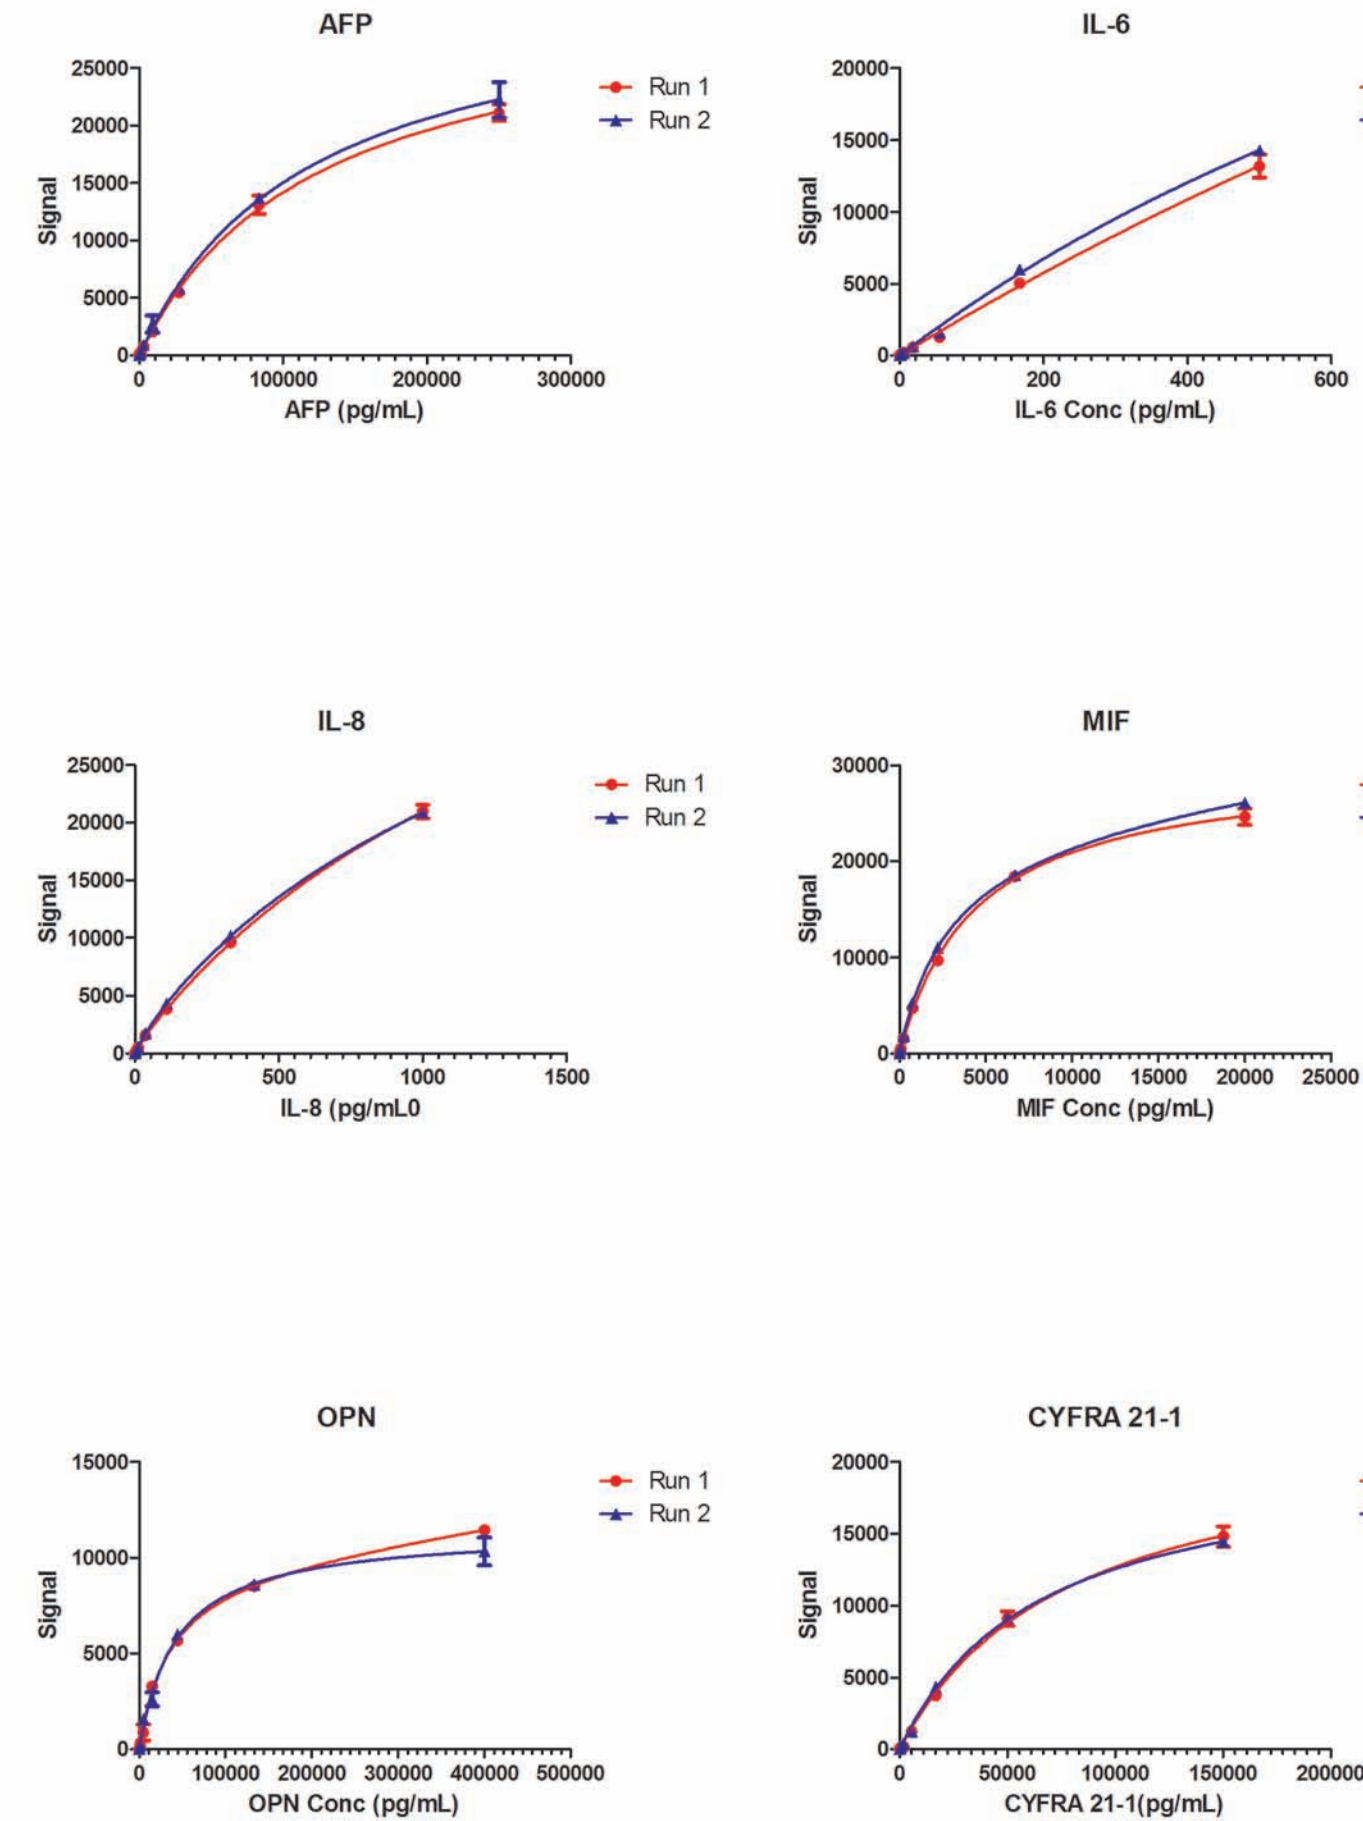 AFP
25000
20000
15000
10000
5000
0
Signal
0 100000 200000 300000
AFP (pg/mL)
Run 1
Run 2
IL-6
20000
15000
10000
5000
0
Signal
0 200 400 600
IL-6 Conc (pg/mL)
IL-8
25000
20000
15000
10000
5000
0
Signal
0 500 1000 1500
IL-8 (pg/mL0
Run 1
Run 2
MIF
30000
20000
10000
0
Signal
0 5000 10000 15000 20000 25000
MIF Conc (pg/mL)
OPN
15000
10000
5000
0
Signal
0 100000 200000 300000 400000 500000
OPN Conc (pg/mL)
Run 1
Run 2
CYFRA 21-1
20000
15000
10000
5000
0
Signal
0 50000 100000 150000 200000
CYFRA 21-1(pg/mL)